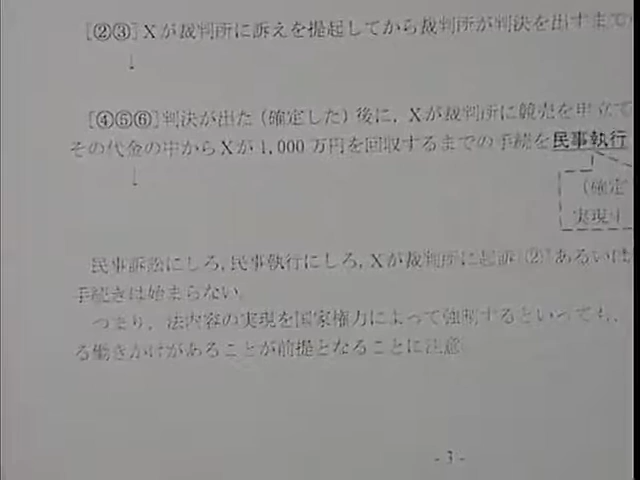 [②③]Xが裁判所に訴えを提起してから裁判所が判決を出すまで
↓
[④⑤⑥]判決が出た(確定した)後に,Xが裁判所に競売を申立て
その代金の中からXが1,000万円を回収するまでの手続を民事執行
↓
(確定
実現す
民事訴訟にしろ,民事執行にしろ,Xが裁判所に起訴(②)あるいは
手続きは始まらない.
つまり,法内容の実現を国家権力によって強制するといっても,
る働きかけがあることが前提となることに注意
- 3 -